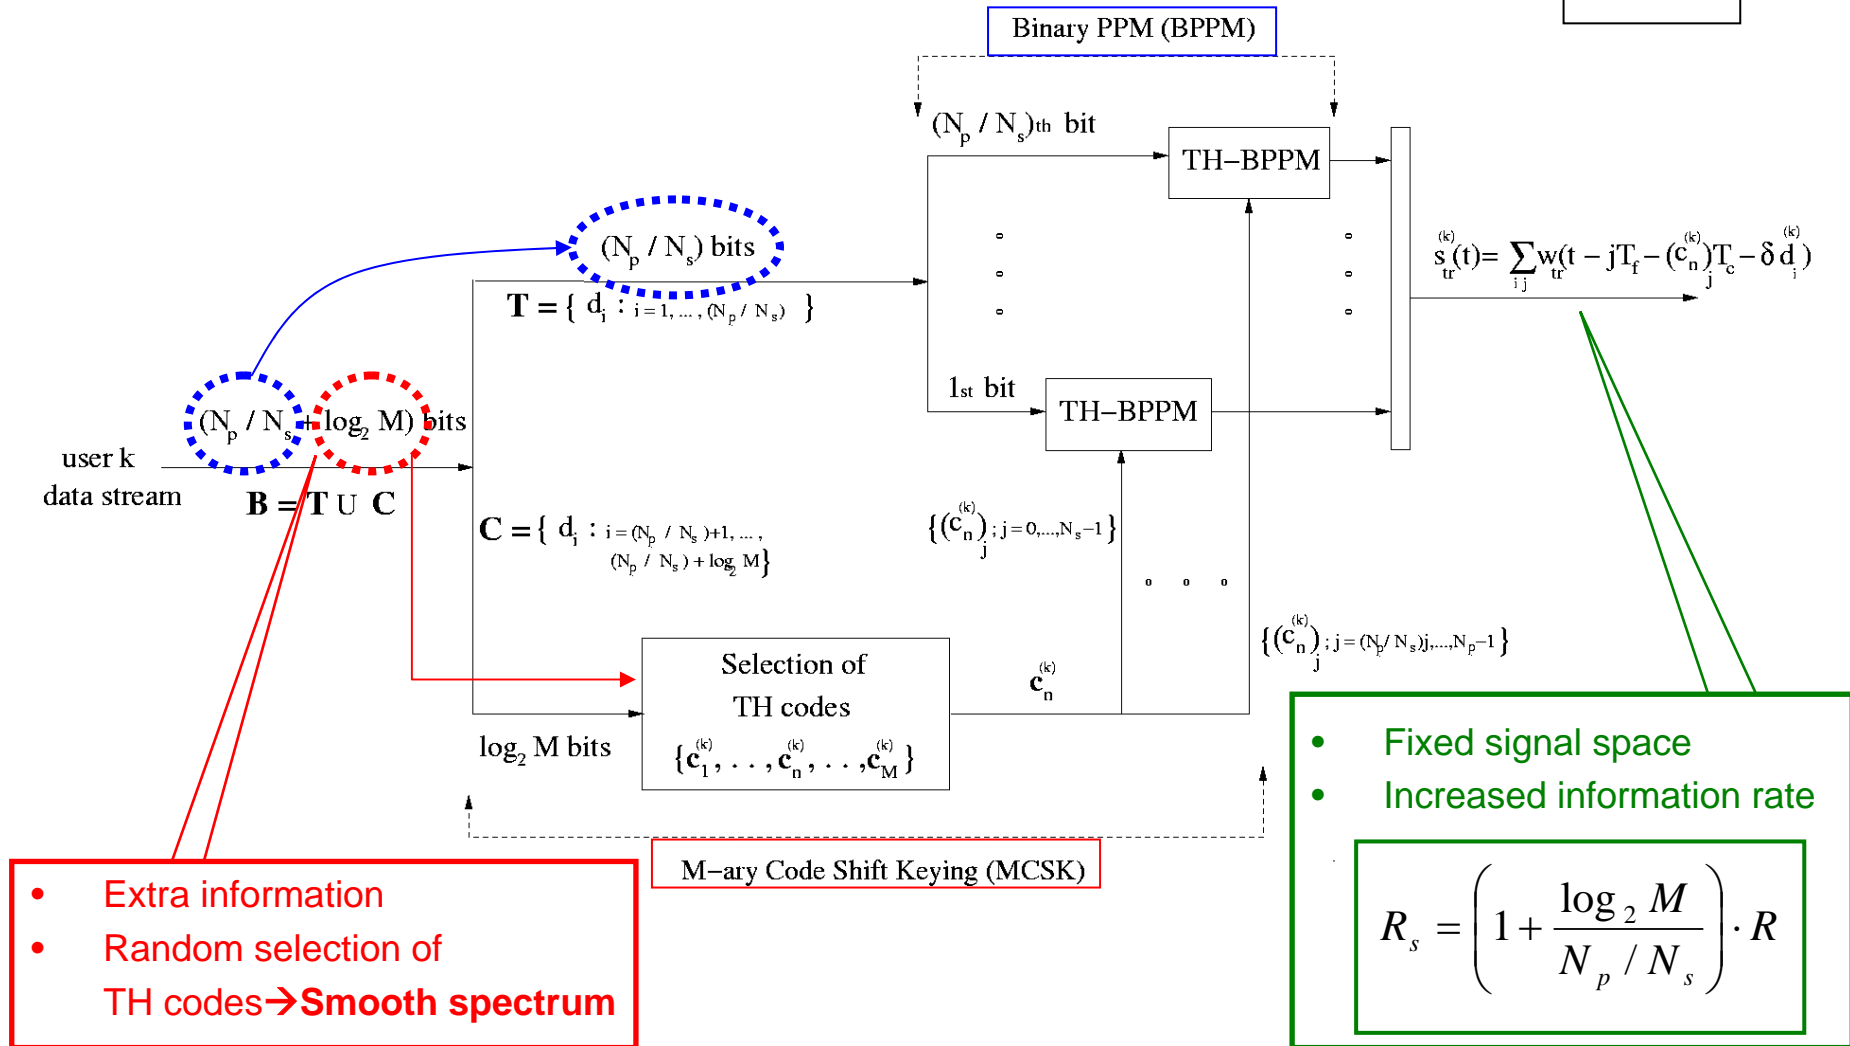 Binary PPM (BPPM)
(N_p / N_s)th bit
TH−BPPM
(N_p / N_s) bits
T = { d_i : i = 1, ... , (N_p / N_s) }
s_tr^(k)(t)= ∑_ij w_tr(t − jT_f − (c_n^(k))_j T_c − δ d_i^(k))
1st bit
TH−BPPM
(N_p / N_s + log_2 M) bits
user k
data stream
B = T U C
C = { d_i : i = (N_p / N_s)+1, ... ,
(N_p / N_s) + log_2 M}
{(c_n^(k))_j ; j = 0,...,N_s−1}
{(c_n^(k))_j ; j = (N_p/ N_s)j,...,N_p−1}
Selection of
TH codes
{c_1^(k), . . , c_n^(k), . . ,c_M^(k)}
c_n^(k)
log_2 M bits
M−ary Code Shift Keying (MCSK)
• Extra information
• Random selection of
TH codes→Smooth spectrum
• Fixed signal space
• Increased information rate
R_s = (1 + log_2 M / (N_p / N_s)) · R